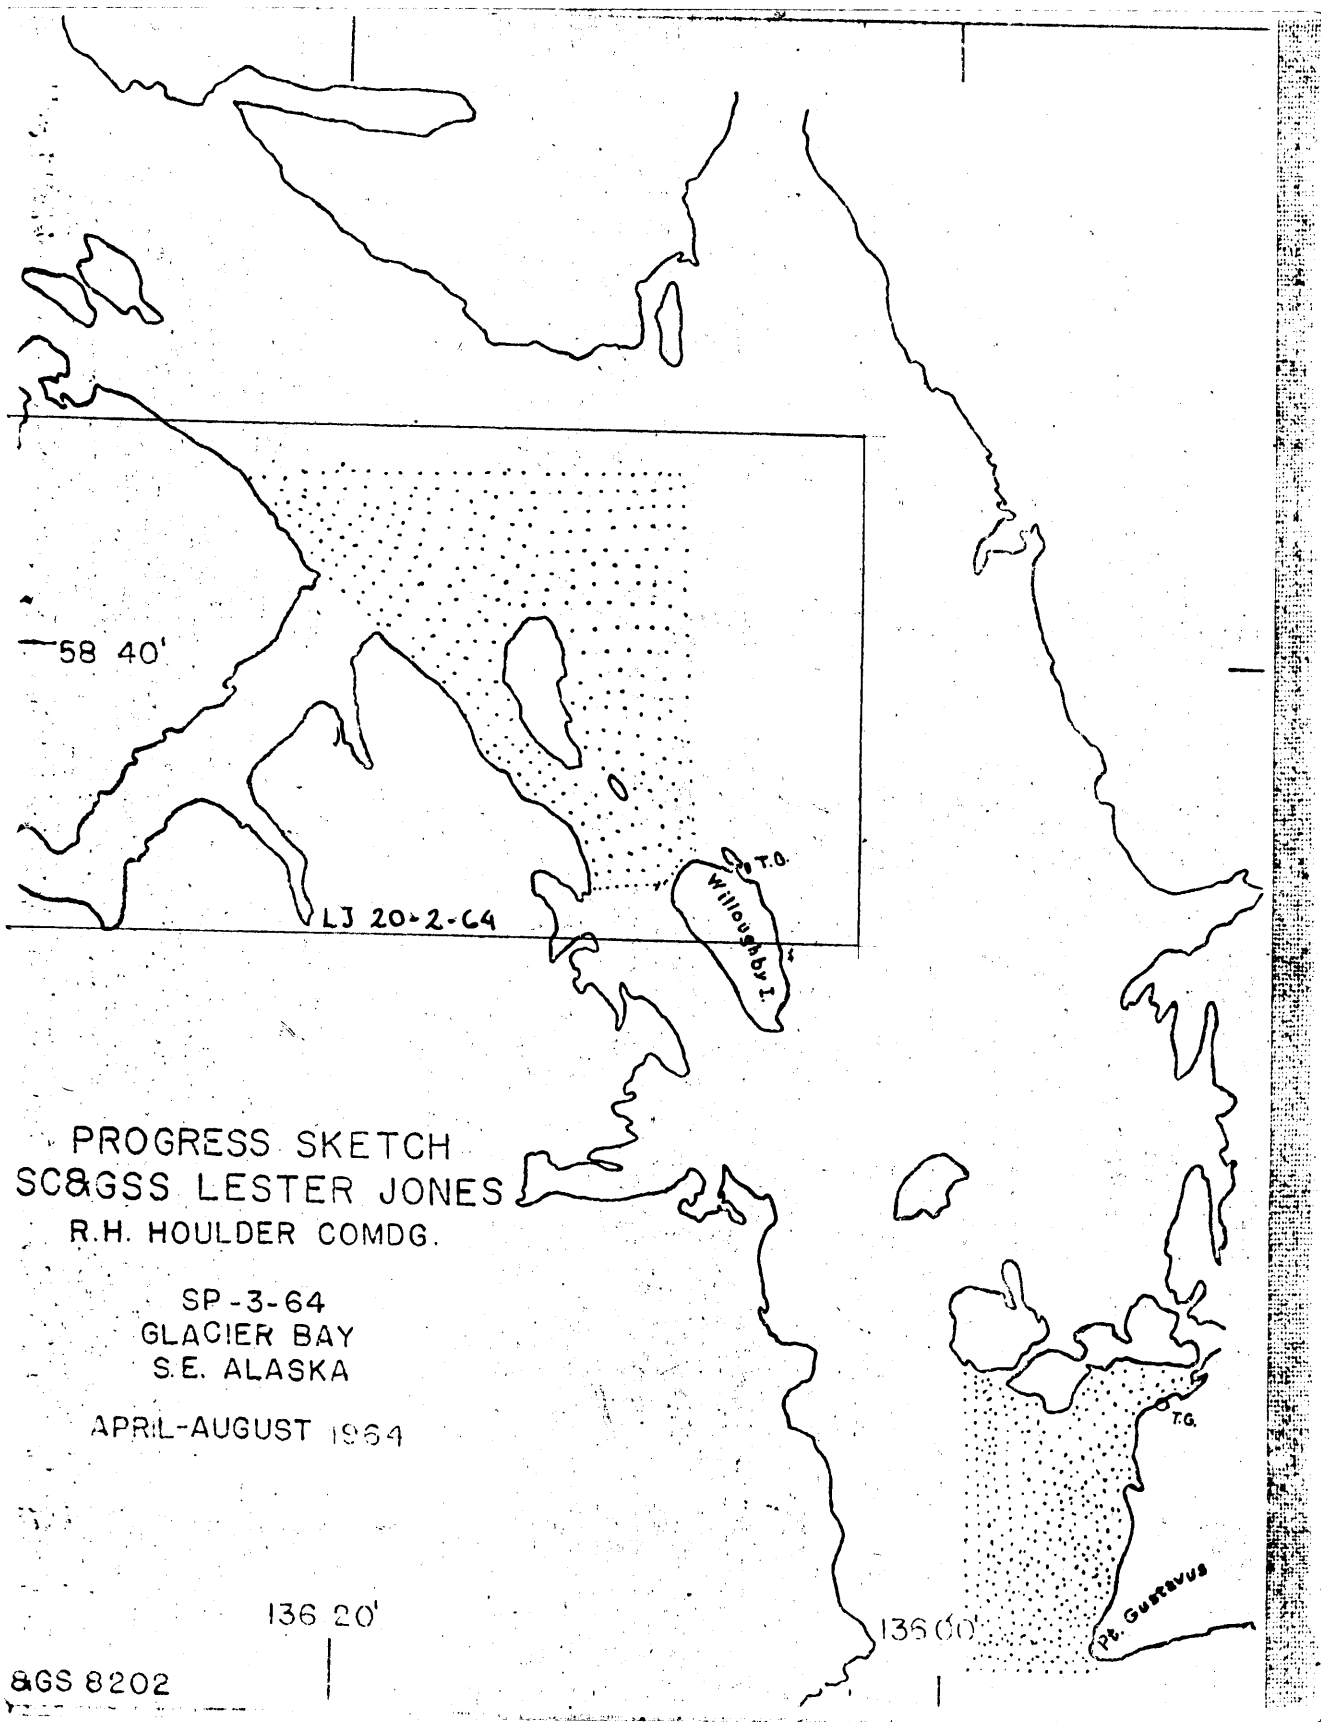 58 40'
T.G.
Willoughby I.
LJ 20-2-64
PROGRESS SKETCH
SC&GSS LESTER JONES
R.H. HOULDER COMDG.
SP-3-64
GLACIER BAY
S.E. ALASKA
APRIL-AUGUST 1964
T.G.
Pt. Gustavus
136 20'
136 00'
&GS 8202